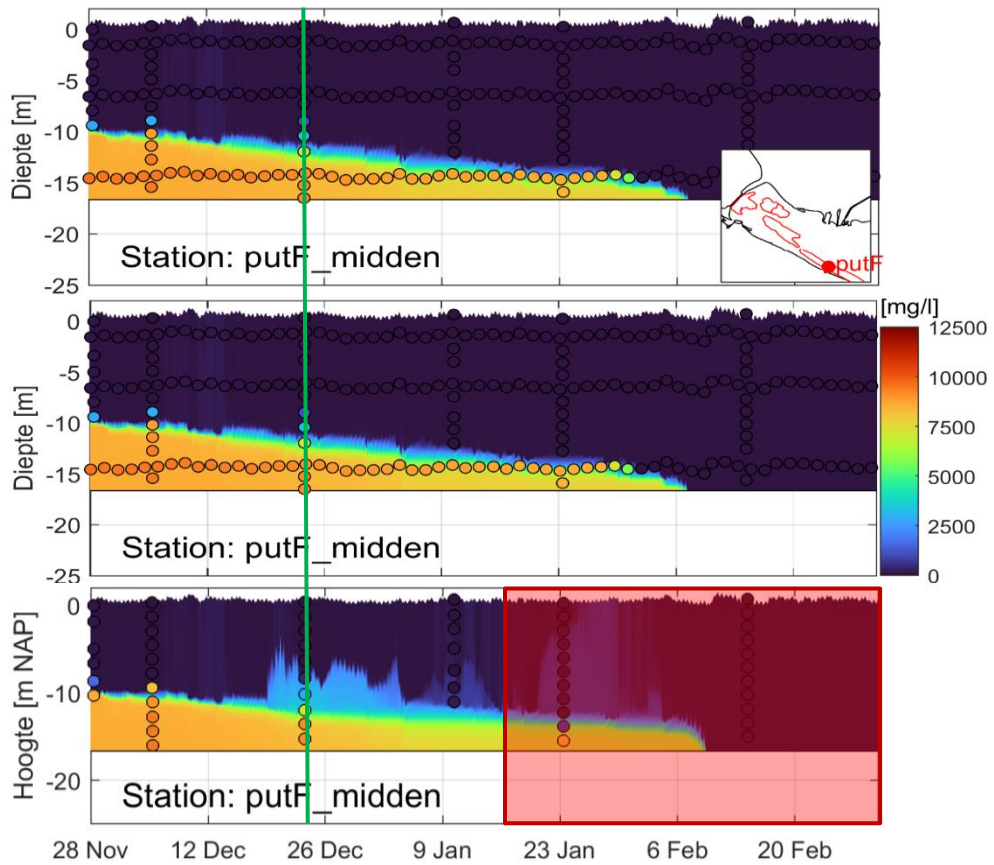 0
-5
-10
-15
-20
-25
Diepte [m]
Station: putF_midden
putF
0
-5
-10
-15
-20
-25
Diepte [m]
Station: putF_midden
[mg/l]
12500
10000
7500
5000
2500
0
0
-10
-20
Hoogte [m NAP]
Station: putF_midden
28 Nov 12 Dec 26 Dec 9 Jan 23 Jan 6 Feb 20 Feb